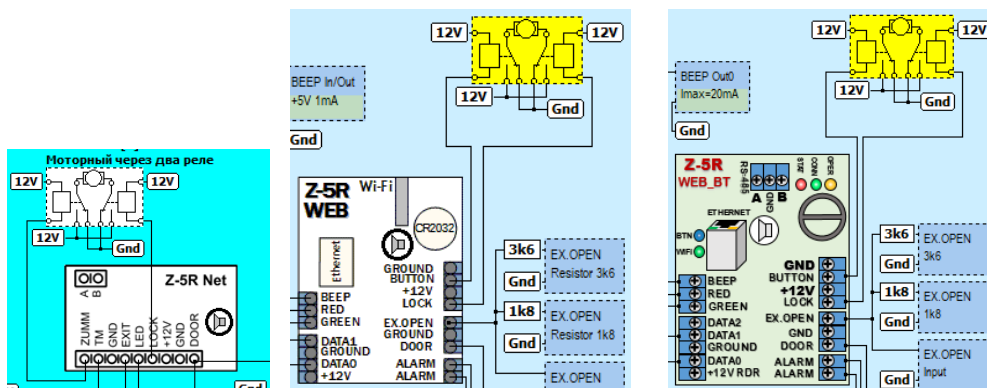 Моторный через два реле
12V
12V
12V
Gnd
A
B
Z-5R Net
ZUMM
TM
GND
EXIT
LED
LOCK
+12V
GND
DOOR
Gnd
12V
12V
12V
Gnd
BEEP In/Out
+5V 1mA
Gnd
Z-5R
WEB
Wi-Fi
CR2032
Ethernet
GROUND
BUTTON
+12V
LOCK
BEEP
RED
GREEN
EX.OPEN
GROUND
DOOR
DATA1
GROUND
DATA0
+12V
ALARM
ALARM
3k6
EX.OPEN
Resistor 3k6
Gnd
1k8
EX.OPEN
Resistor 1k8
Gnd
EX.OPEN
12V
12V
12V
Gnd
BEEP Out0
Imax=20mA
Gnd
Z-5R
WEB_BT
RS-485
A
GND
B
STAT
CONN
OPER
ETHERNET
BTN
WIFI
GND
BUTTON
+12V
LOCK
BEEP
RED
GREEN
EX.OPEN
GND
DOOR
DATA2
DATA1
GROUND
DATA0
+12V RDR
ALARM
ALARM
3k6
EX.OPEN
3k6
Gnd
1k8
EX.OPEN
1k8
Gnd
EX.OPEN
Input
Gnd